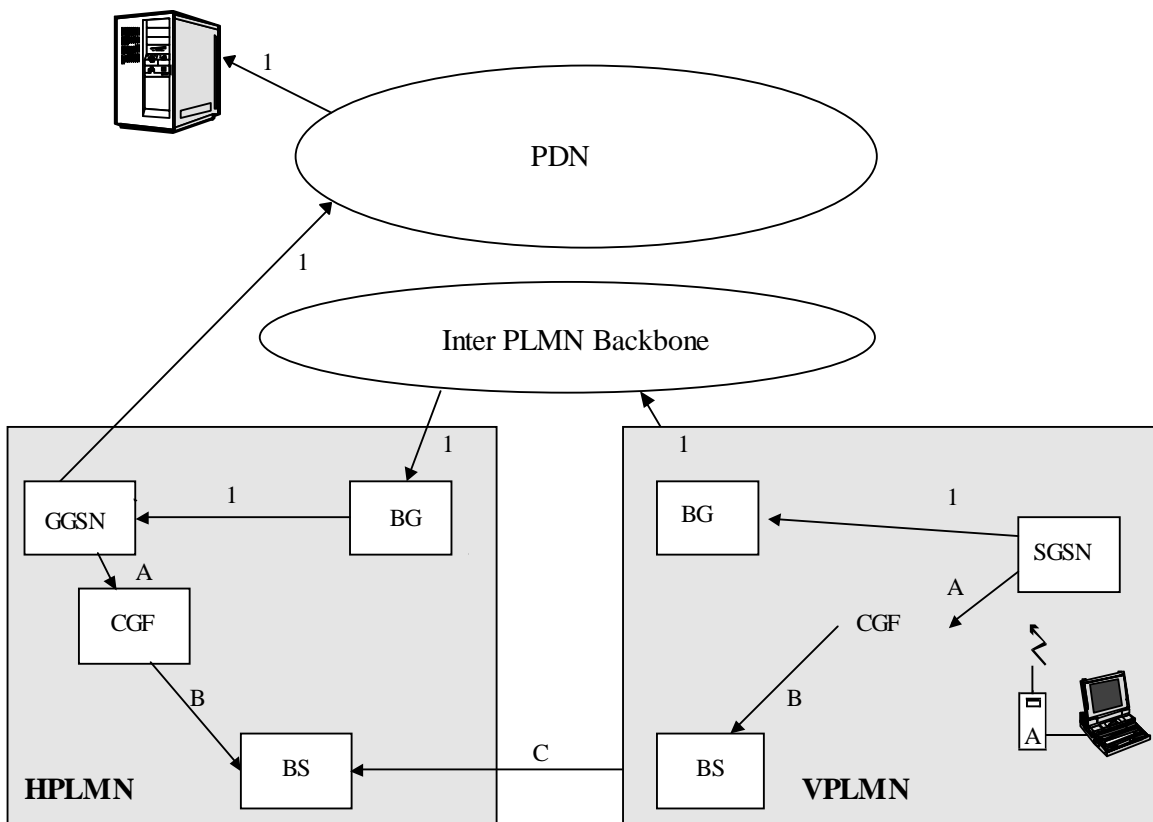 1
PDN
1
Inter PLMN Backbone
1
1
GGSN
1
BG
BG
1
SGSN
A
CGF
A
CGF
B
B
A
BS
C
BS
HPLMN
VPLMN